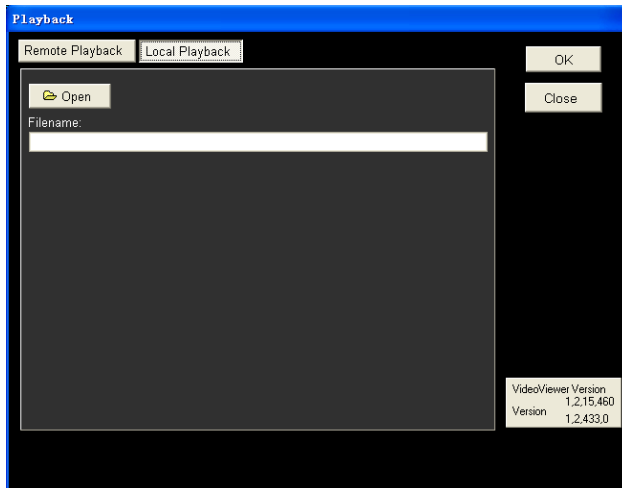 Playback
Remote Playback
Local Playback
OK
Open
Close
Filename:
VideoViewer Version
1,2,15,460
Version
1,2,433,0